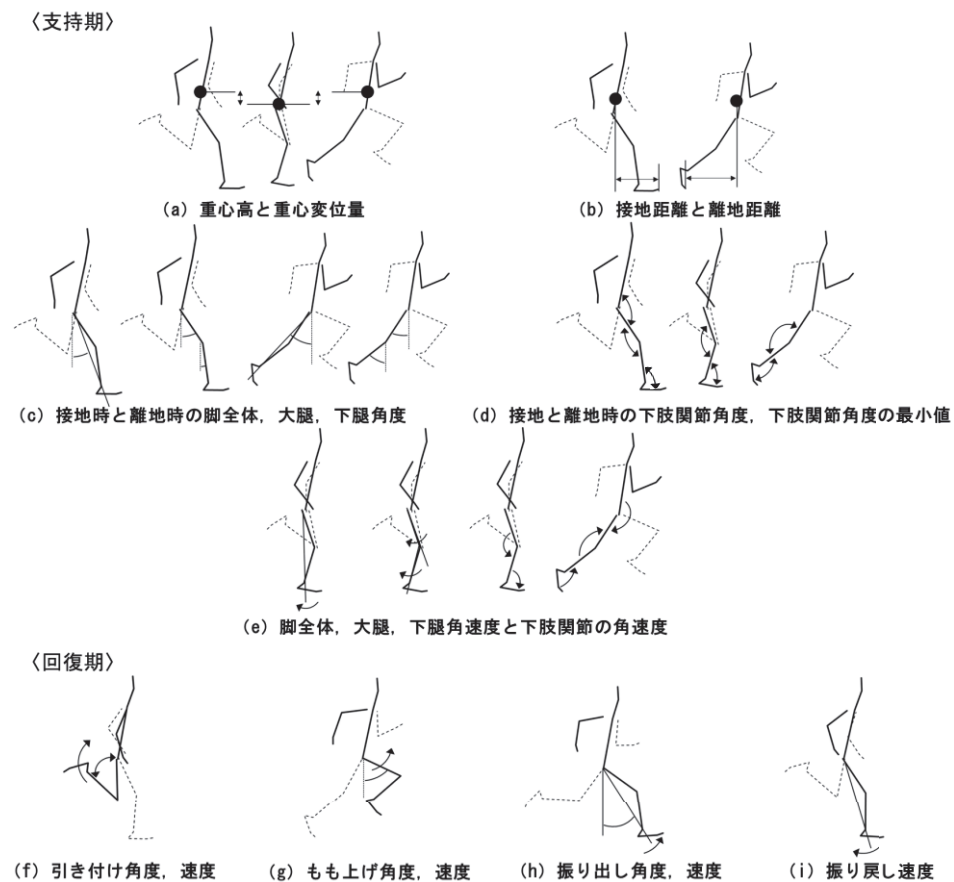 〈支持期〉
(a) 重心高と重心変位量
(b) 接地距離と離地距離
(c) 接地時と離地時の脚全体, 大腿, 下腿角度
(d) 接地と離地時の下肢関節角度, 下肢関節角度の最小値
(e) 脚全体, 大腿, 下腿角速度と下肢関節の角速度
〈回復期〉
(f) 引き付け角度, 速度
(g) もも上げ角度, 速度
(h) 振り出し角度, 速度
(i) 振り戻し速度